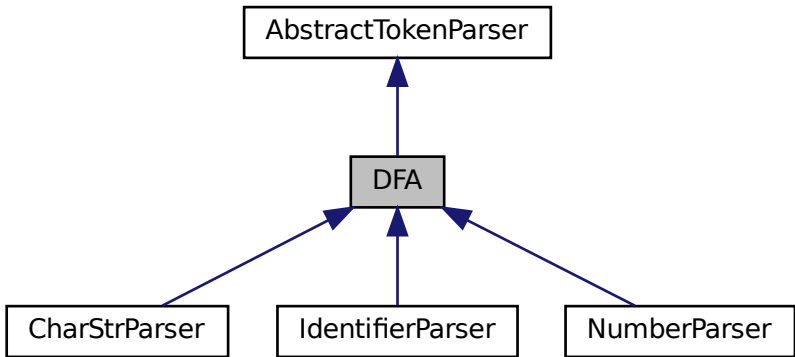 AbstractTokenParser
DFA
CharStrParser
IdentifierParser
NumberParser